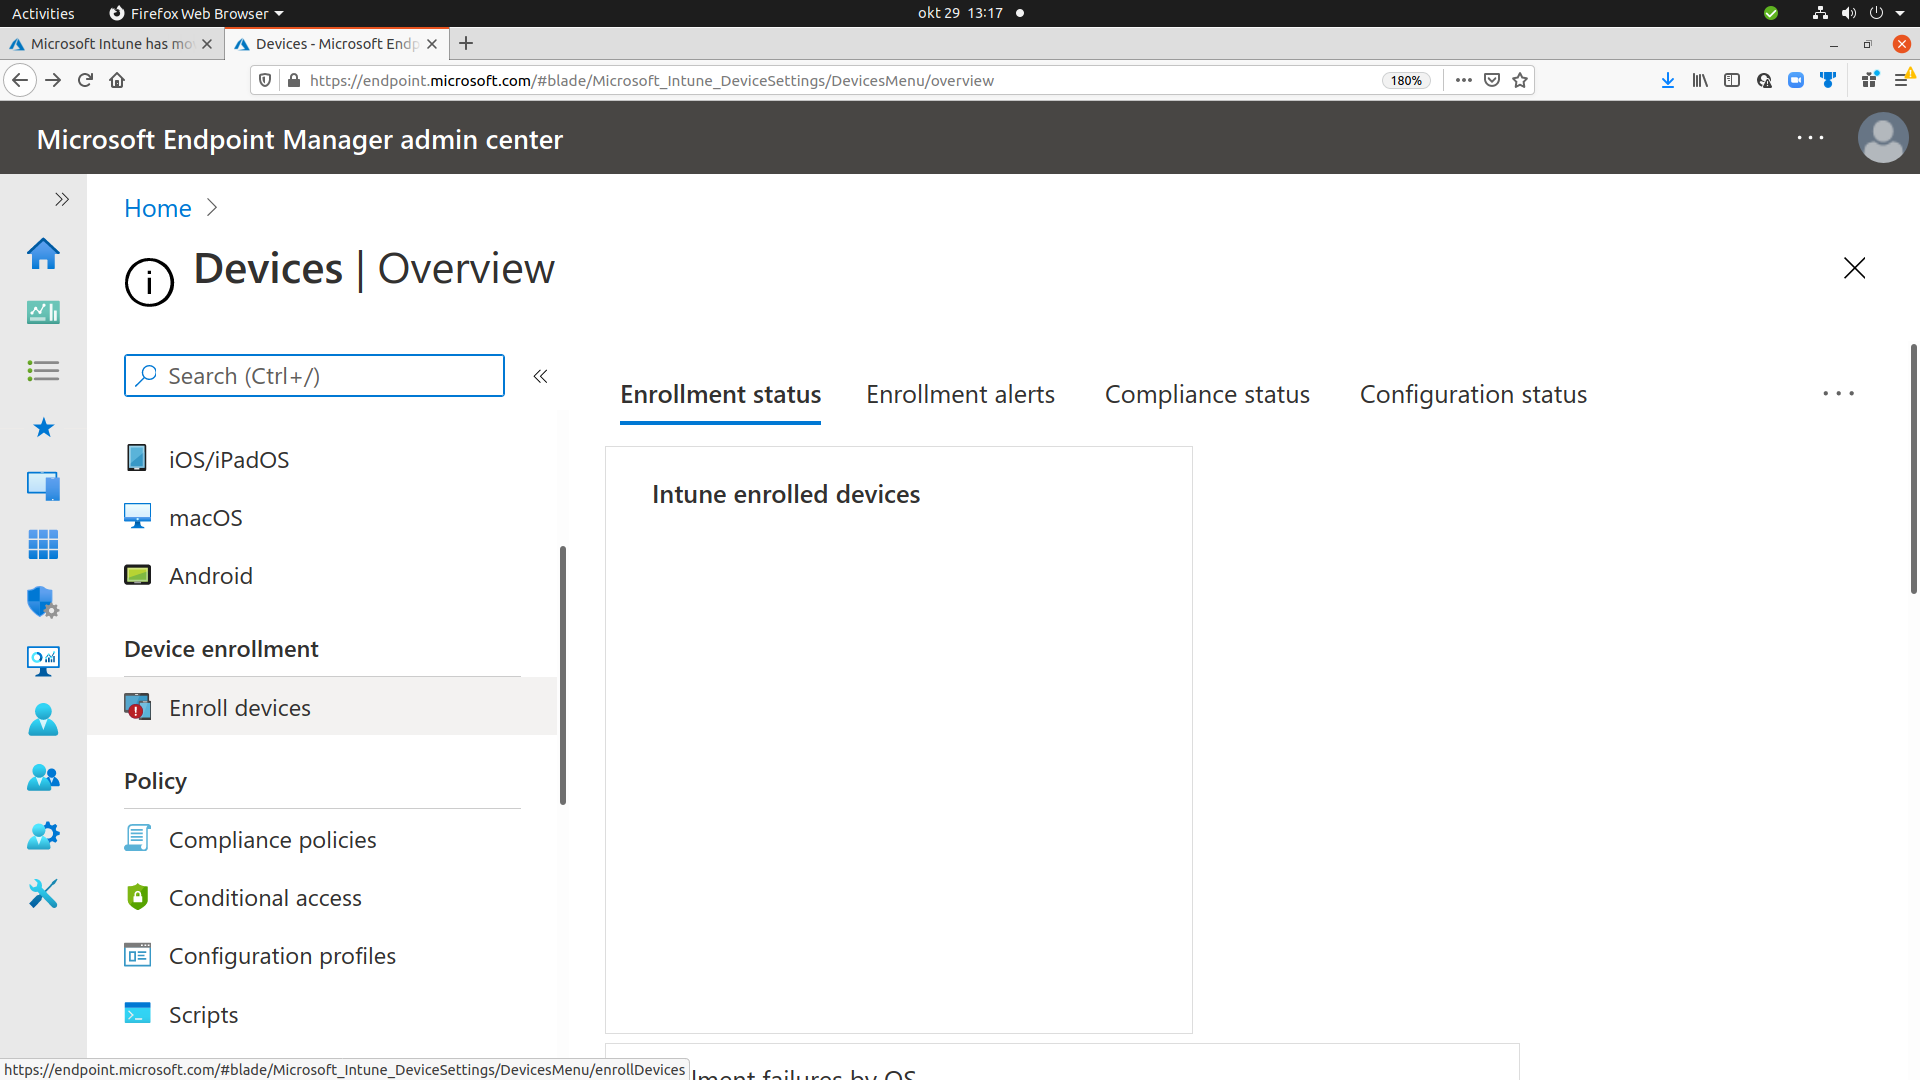 Activities
Firefox Web Browser
okt 29 13:17
Microsoft Intune has mo
Devices - Microsoft Endp
https://endpoint.microsoft.com/#blade/Microsoft_Intune_DeviceSettings/DevicesMenu/overview
180%
Microsoft Endpoint Manager admin center
Home
Devices | Overview
Search (Ctrl+/)
iOS/iPadOS
macOS
Android
Device enrollment
Enroll devices
Policy
Compliance policies
Conditional access
Configuration profiles
Scripts
Enrollment status
Enrollment alerts
Compliance status
Configuration status
Intune enrolled devices
lment failures by OS
https://endpoint.microsoft.com/#blade/Microsoft_Intune_DeviceSettings/DevicesMenu/enrollDevices